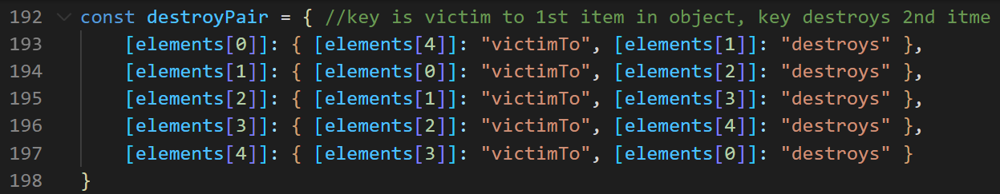 192 const destroyPair = { //key is victim to 1st item in object, key destroys 2nd itme
193 [elements[0]]: { [elements[4]]: "victimTo", [elements[1]]: "destroys" },
194 [elements[1]]: { [elements[0]]: "victimTo", [elements[2]]: "destroys" },
195 [elements[2]]: { [elements[1]]: "victimTo", [elements[3]]: "destroys" },
196 [elements[3]]: { [elements[2]]: "victimTo", [elements[4]]: "destroys" },
197 [elements[4]]: { [elements[3]]: "victimTo", [elements[0]]: "destroys" }
198 }